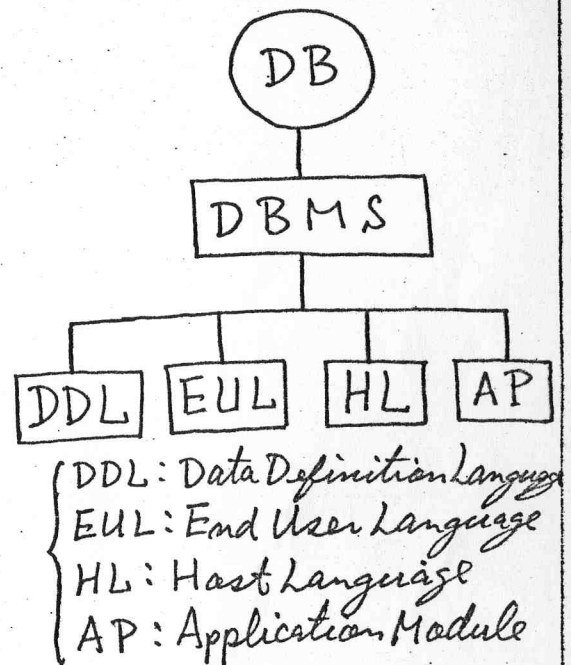 DB
DBMS
DDL EUL HL AP
DDL: Data Definition Language
EUL: End User Language
HL: Host Language
AP: Application Module